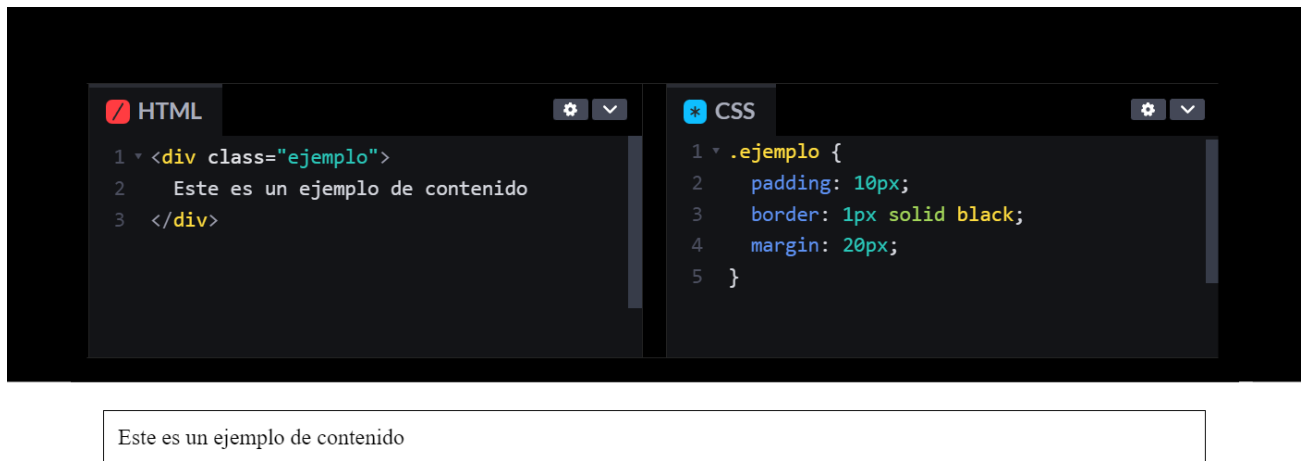 HTML
1 <div class="ejemplo">
2 Este es un ejemplo de contenido
3 </div>
CSS
1 .ejemplo {
2 padding: 10px;
3 border: 1px solid black;
4 margin: 20px;
5 }
Este es un ejemplo de contenido